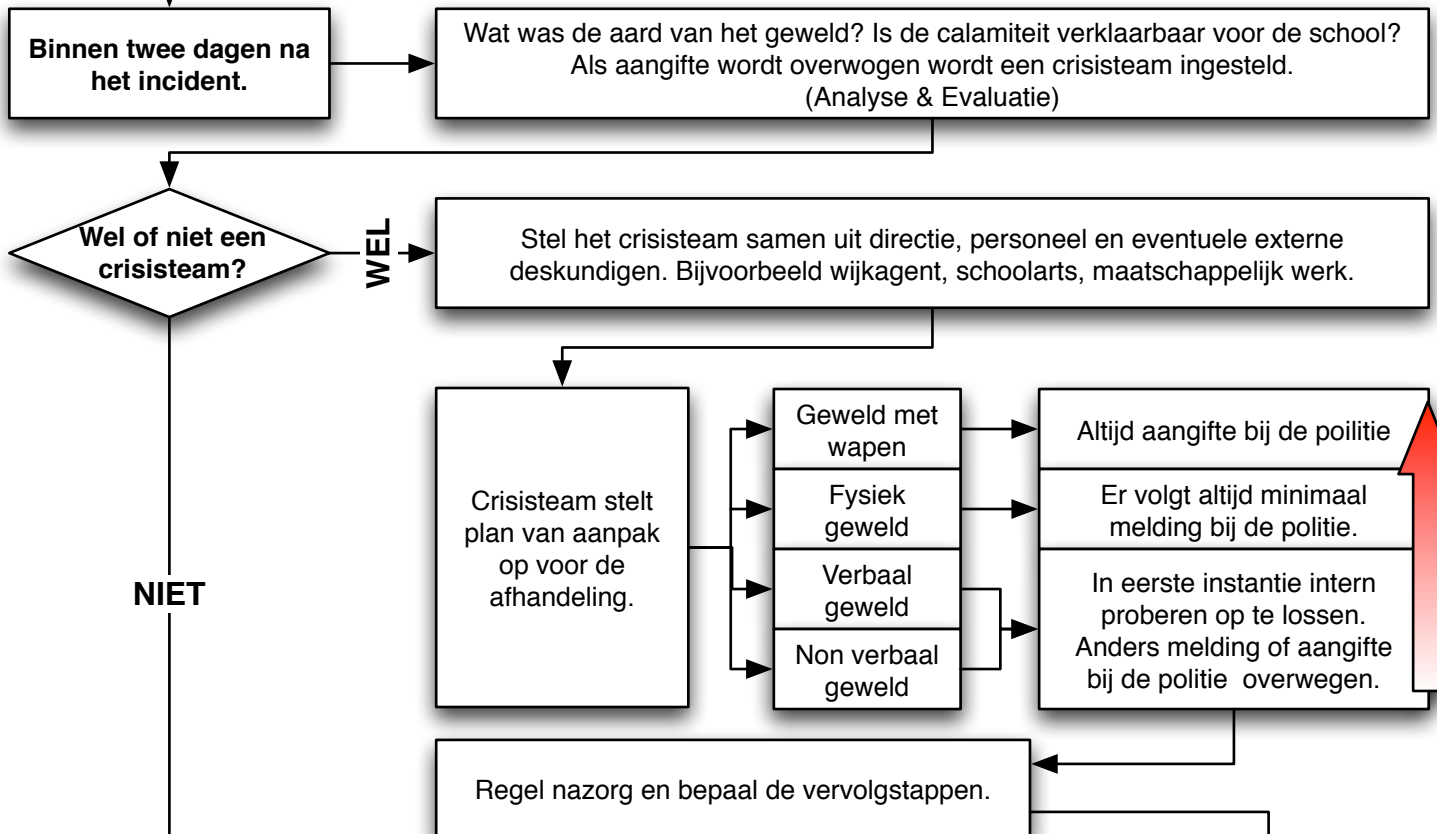 Binnen twee dagen na
het incident.
Wat was de aard van het geweld? Is de calamiteit verklaarbaar voor de school?
Als aangifte wordt overwogen wordt een crisisteam ingesteld.
(Analyse & Evaluatie)
Wel of niet een
crisisteam?
WEL
Stel het crisisteam samen uit directie, personeel en eventuele externe
deskundigen. Bijvoorbeeld wijkagent, schoolarts, maatschappelijk werk.
NIET
Crisisteam stelt
plan van aanpak
op voor de
afhandeling.
Geweld met
wapen
Altijd aangifte bij de poilitie
Fysiek
geweld
Er volgt altijd minimaal
melding bij de politie.
Verbaal
geweld
Non verbaal
geweld
In eerste instantie intern
proberen op te lossen.
Anders melding of aangifte
bij de politie overwegen.
Regel nazorg en bepaal de vervolgstappen.